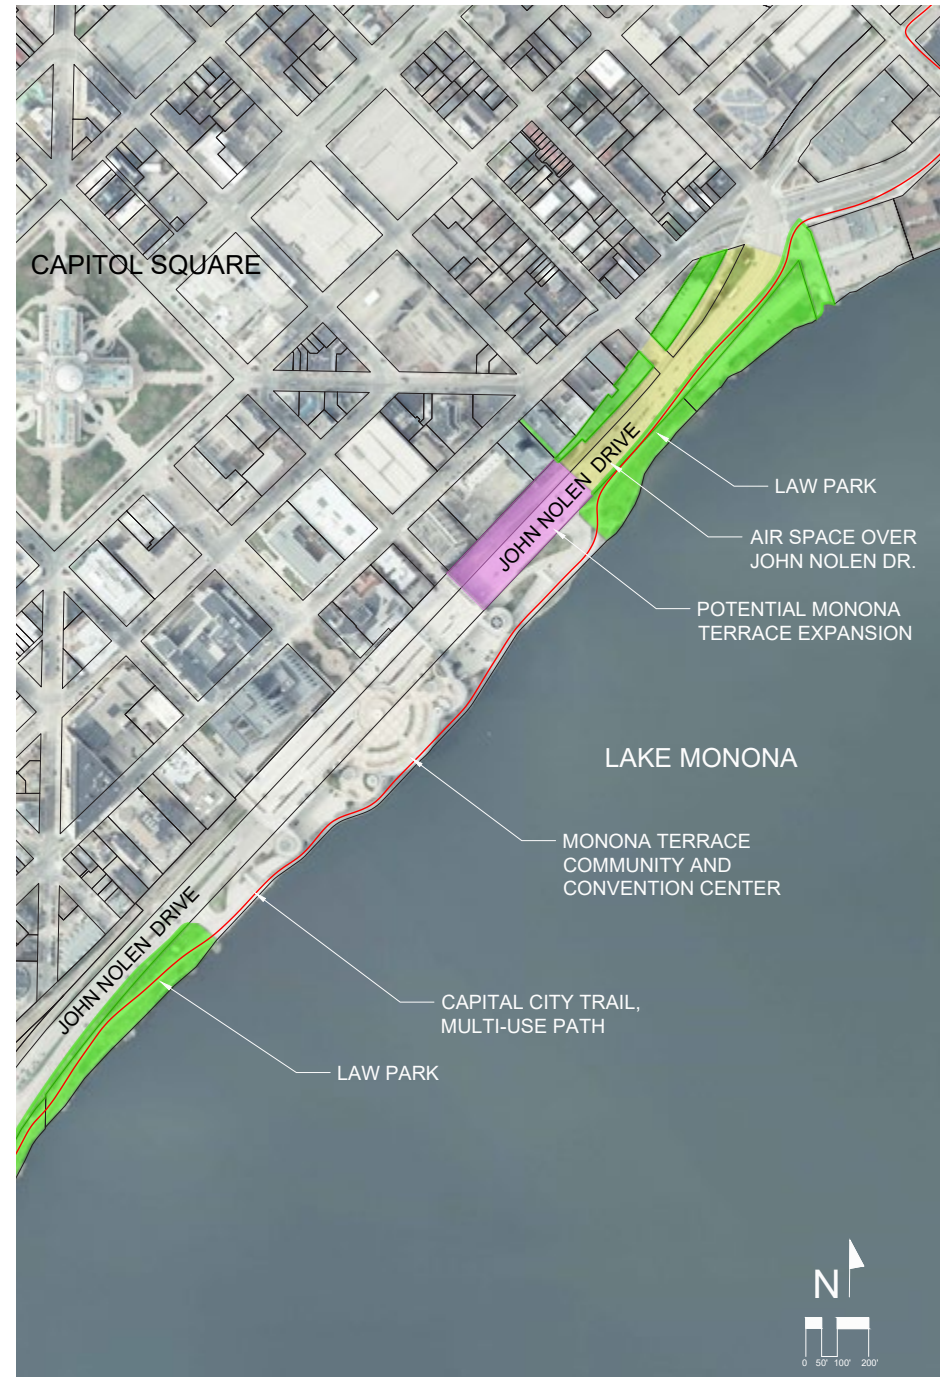 CAPITOL SQUARE
JOHN NOLEN DRIVE
LAW PARK
AIR SPACE OVER
JOHN NOLEN DR.
POTENTIAL MONONA
TERRACE EXPANSION
LAKE MONONA
MONONA TERRACE
COMMUNITY AND
CONVENTION CENTER
JOHN NOLEN DRIVE
CAPITAL CITY TRAIL,
MULTI-USE PATH
LAW PARK
N
0 50' 100' 200'